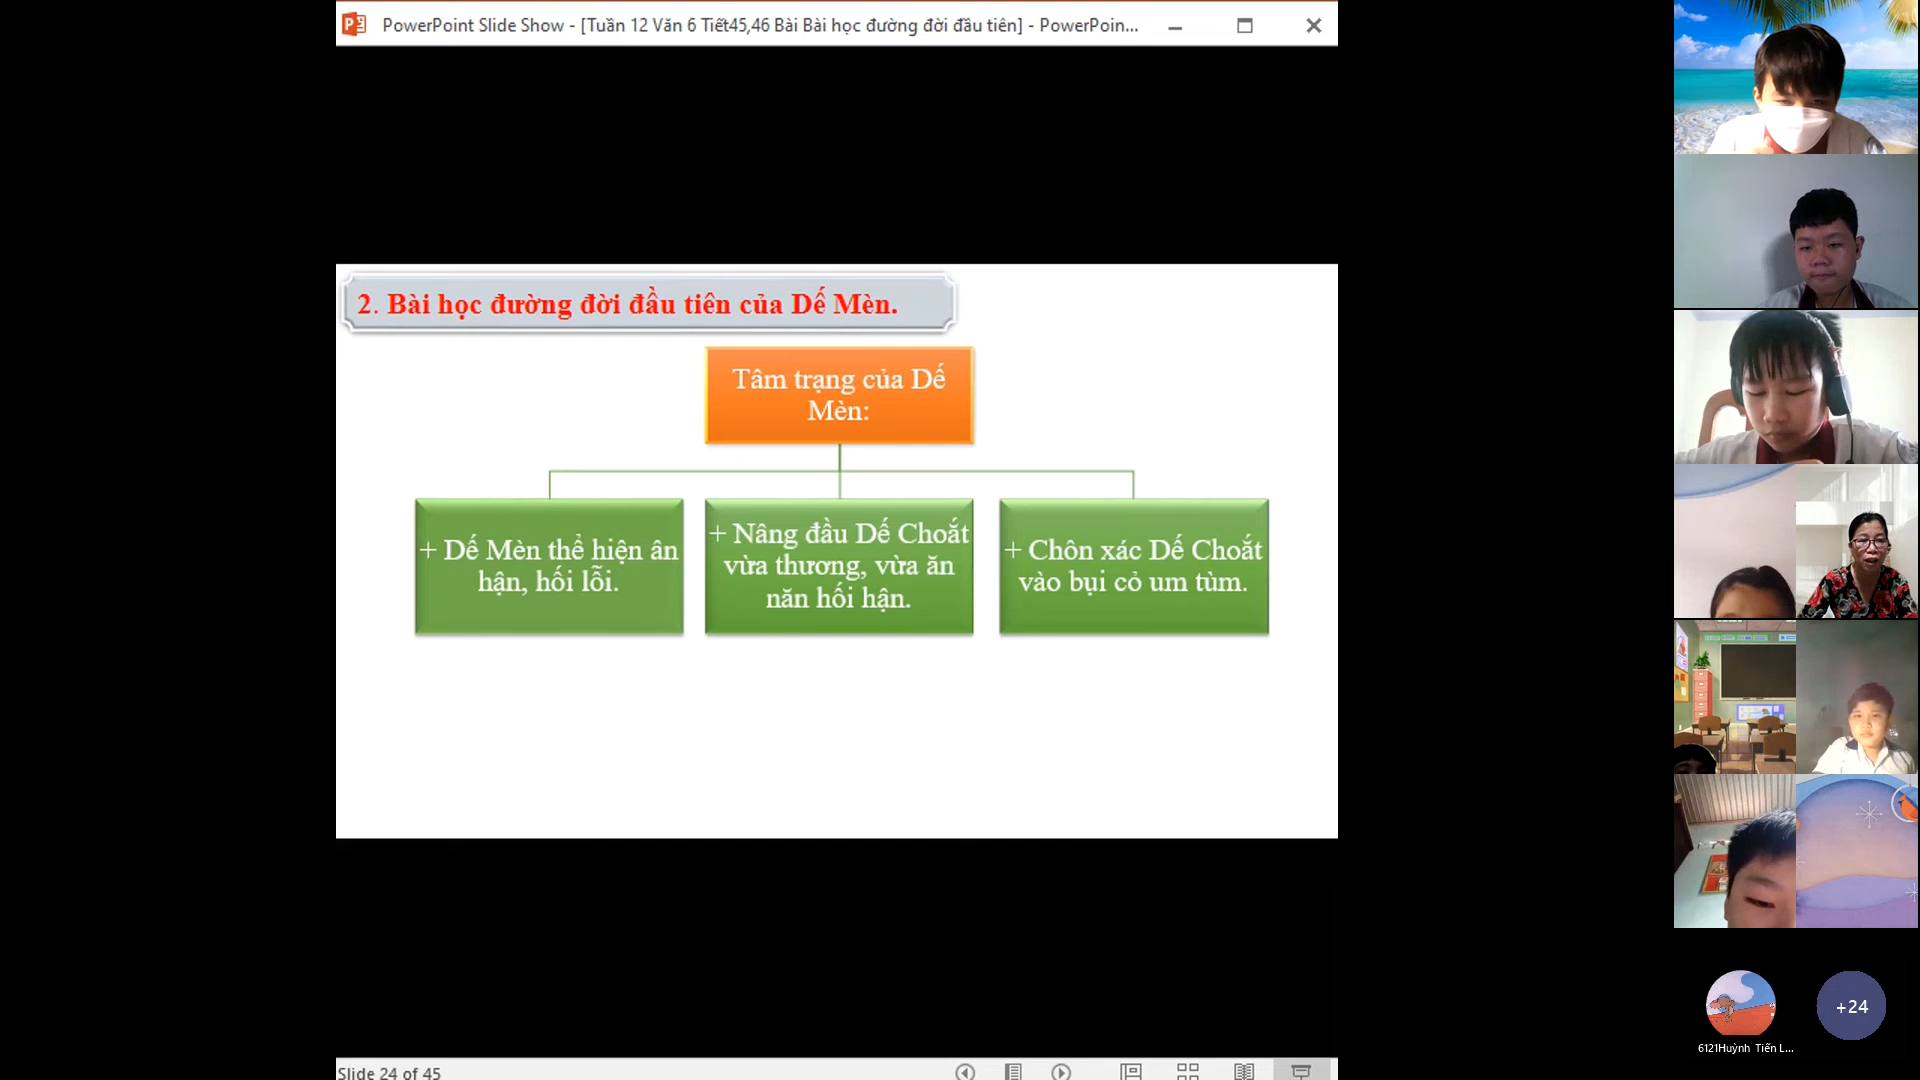 PowerPoint Slide Show - [Tuần 12 Văn 6 Tiết45,46 Bài Bài học đường đời đầu tiên] - PowerPoin...
2. Bài học đường đời đầu tiên của Dế Mèn.
Tâm trạng của Dế
Mèn:
+ Dế Mèn thể hiện ân
hận, hối lỗi.
+ Nâng đầu Dế Choắt
vừa thương, vừa ăn
năn hối hận.
+ Chôn xác Dế Choắt
vào bụi cỏ um tùm.
Slide 24 of 45
+24
6121Huỳnh Tiến L...